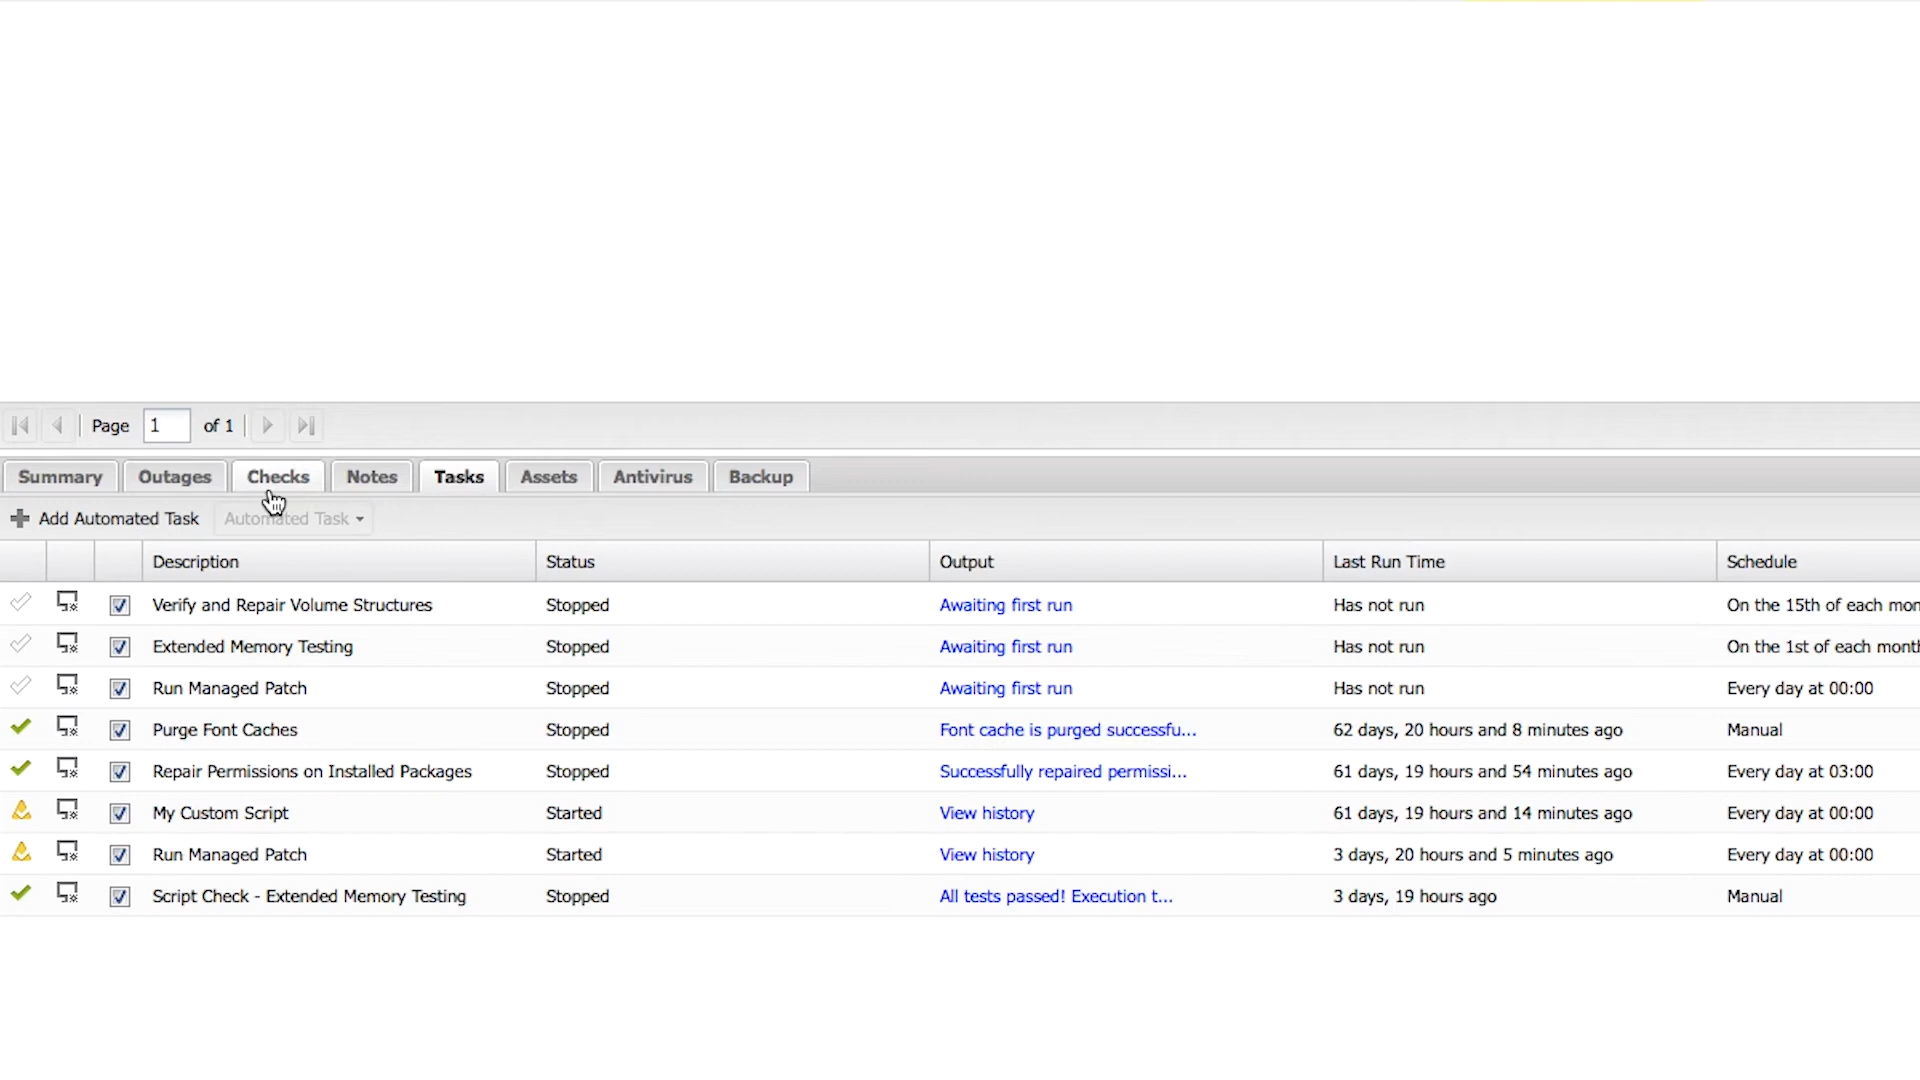 Page 1 of 1
Summary Outages Checks Notes Tasks Assets Antivirus Backup
Add Automated Task Automated Task
Description Status Output Last Run Time Schedule
Verify and Repair Volume Structures Stopped Awaiting first run Has not run On the 15th of each mon
Extended Memory Testing Stopped Awaiting first run Has not run On the 1st of each month
Run Managed Patch Stopped Awaiting first run Has not run Every day at 00:00
Purge Font Caches Stopped Font cache is purged successfu... 62 days, 20 hours and 8 minutes ago Manual
Repair Permissions on Installed Packages Stopped Successfully repaired permissi... 61 days, 19 hours and 54 minutes ago Every day at 03:00
My Custom Script Started View history 61 days, 19 hours and 14 minutes ago Every day at 00:00
Run Managed Patch Started View history 3 days, 20 hours and 5 minutes ago Every day at 00:00
Script Check - Extended Memory Testing Stopped All tests passed! Execution t... 3 days, 19 hours ago Manual